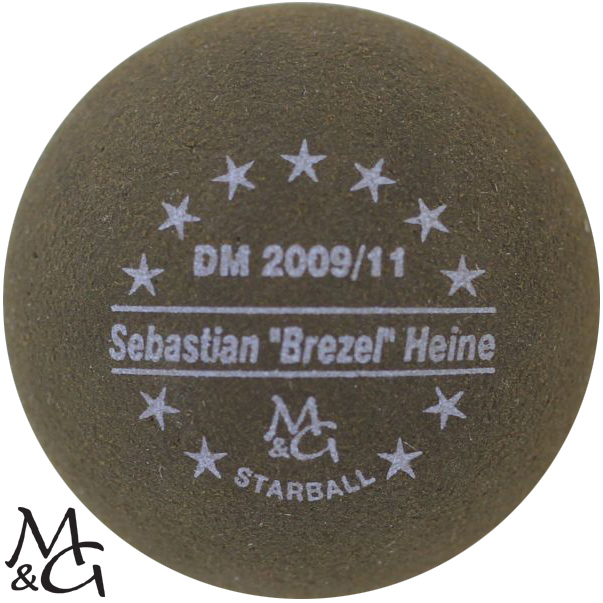 DM 2009/11
Sebastian "Brezel" Heine
M
&G
STARBALL
M
&G